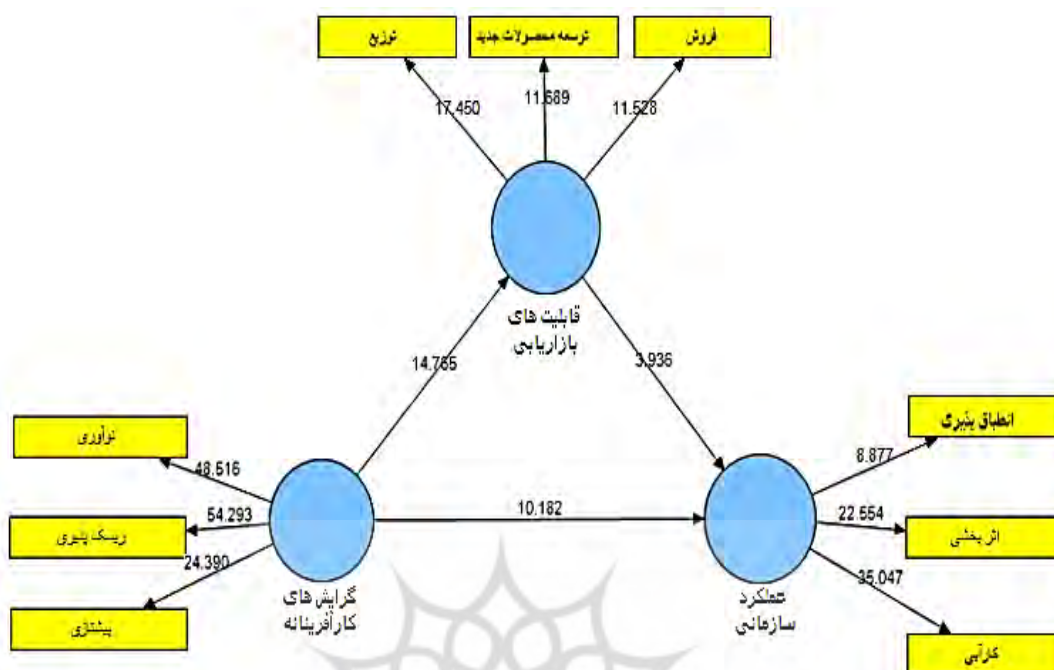 توزیع
توسعه محصولات جدید
فروش
17.450
11.689
11.528
قابلیت های
بازاریابی
14.765
3.936
نوآوری
48.516
ریسک پذیری
54.293
24.390
پیشتازی
گرایش های
کارآفرینانه
10.182
عملکرد
سازمانی
انطباق پذیری
8.877
22.554
اثر بخشی
35.047
کارآیی